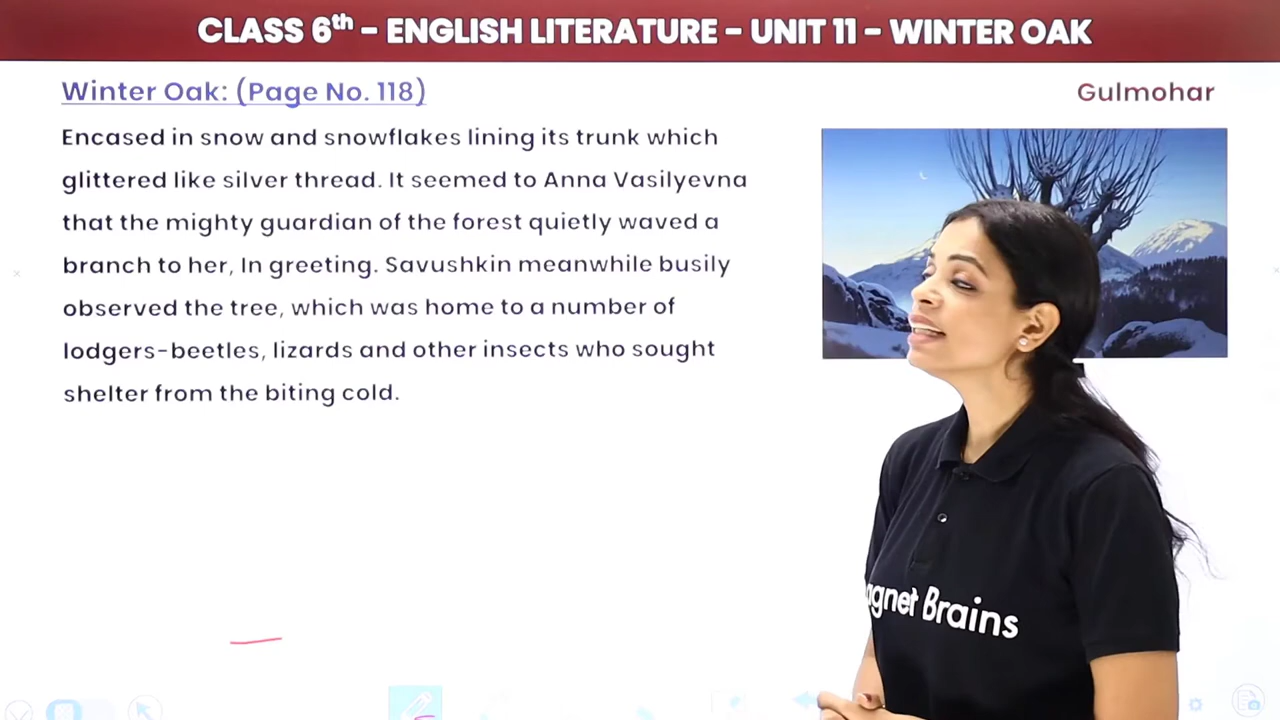 CLASS 6th - ENGLISH LITERATURE - UNIT 11 - WINTER OAK
Winter Oak: (Page No. 118)
Gulmohar
Encased in snow and snowflakes lining its trunk which
glittered like silver thread. It seemed to Anna Vasilyevna
that the mighty guardian of the forest quietly waved a
branch to her, In greeting. Savushkin meanwhile busily
observed the tree, which was home to a number of
lodgers-beetles, lizards and other insects who sought
shelter from the biting cold.
agnet Brains